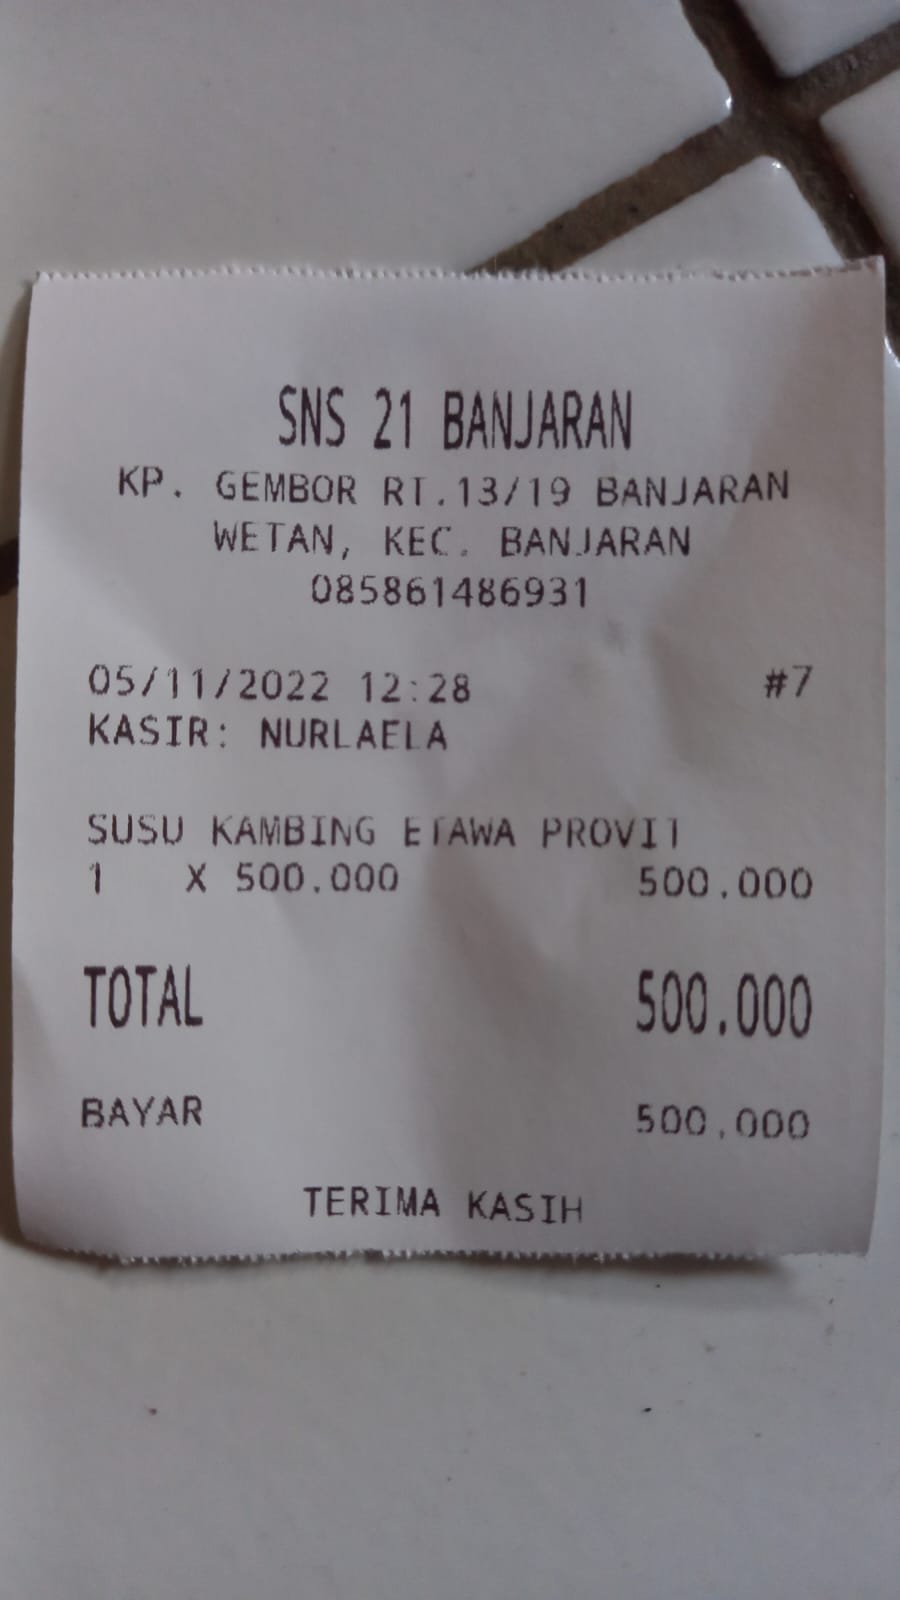 SNS 21 BANJARAN
KP. GEMBOR RT.13/19 BANJARAN
WETAN, KEC. BANJARAN
085861486931
05/11/2022 12:28 #7
KASIR: NURLAELA
SUSU KAMBING ETAWA PROVIT
1 X 500.000 500.000
TOTAL 500.000
BAYAR 500.000
TERIMA KASIH